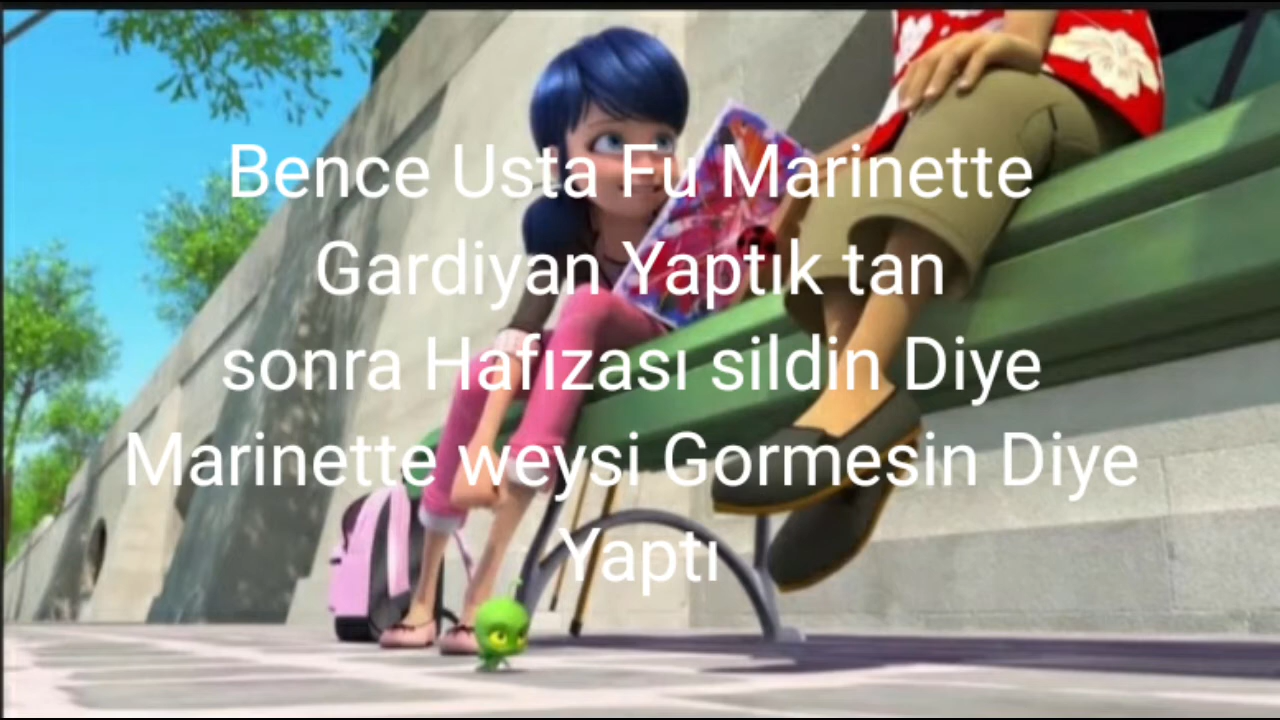 Bence Usta Fu Marinette
Gardiyan Yaptık tan
sonra Hafızası sildin Diye
Marinette weysi Gormesin Diye
Yaptı